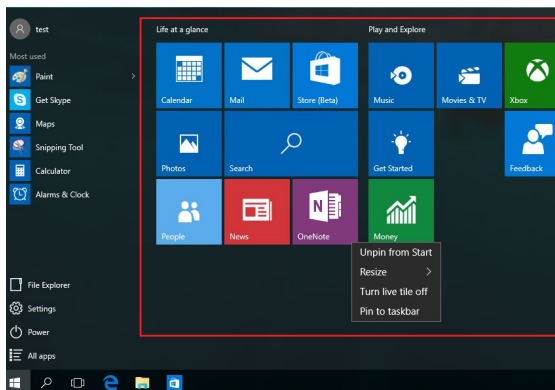 test
Most used
Paint
Get Skype
Maps
Snipping Tool
Calculator
Alarms & Clock
File Explorer
Settings
Power
All apps
Life at a glance
Play and Explore
Calendar
Mail
Store (Beta)
Music
Movies & TV
Xbox
Photos
Search
Get Started
Feedback
People
News
OneNote
Money
Unpin from Start
Resize
Turn live tile off
Pin to taskbar